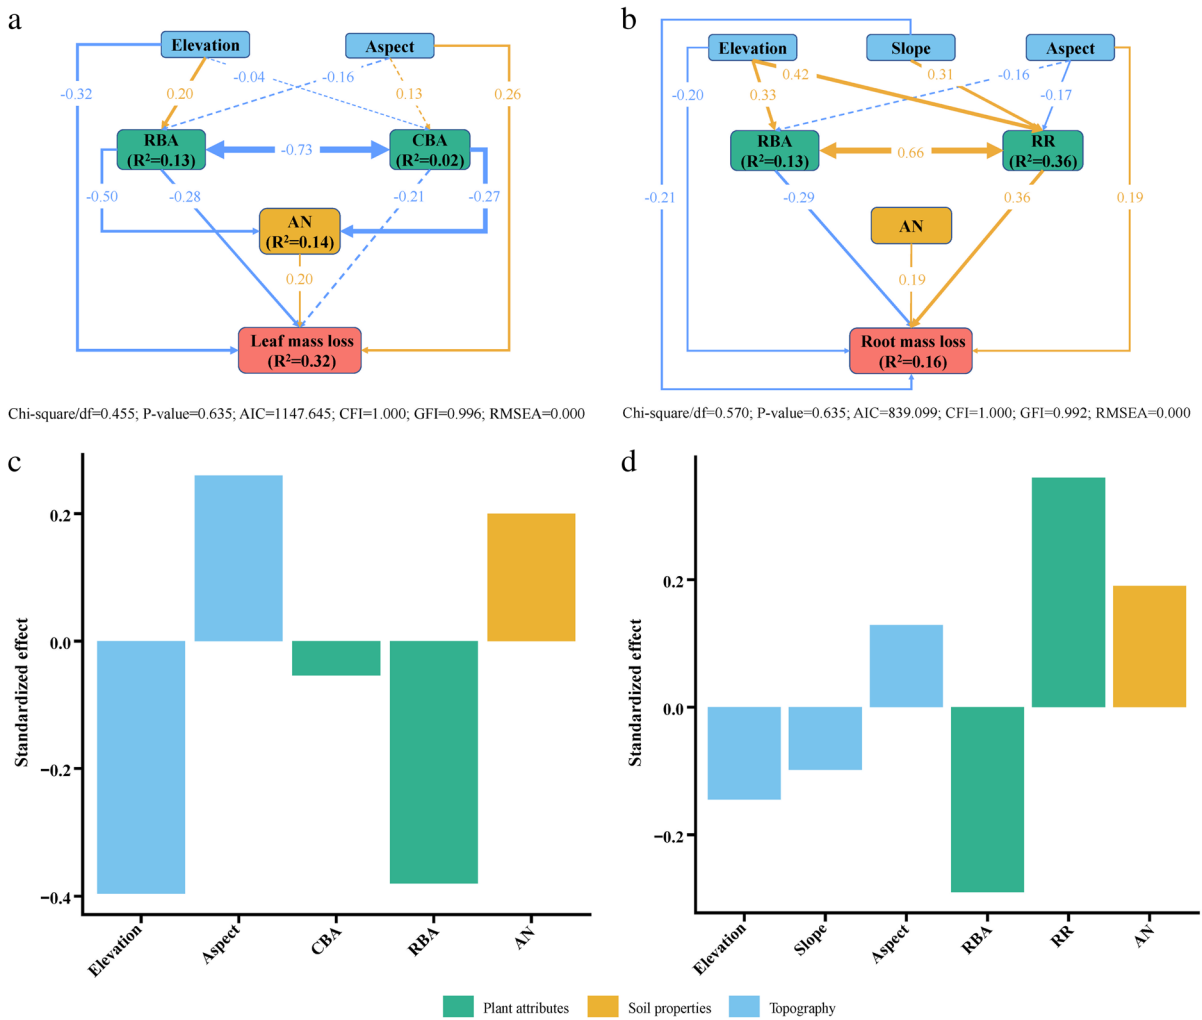 a
Elevation
Aspect
-0.04
-0.16
-0.32
0.20
0.13
0.26
RBA
(R²=0.13)
-0.73
CBA
(R²=0.02)
-0.50
-0.28
-0.21
-0.27
AN
(R²=0.14)
0.20
Leaf mass loss
(R²=0.32)
Chi-square/df=0.455; P-value=0.635; AIC=1147.645; CFI=1.000; GFI=0.996; RMSEA=0.000
b
Elevation
Slope
Aspect
0.42
0.31
-0.16
-0.20
0.33
-0.17
0.19
RBA
(R²=0.13)
0.66
RR
(R²=0.36)
-0.21
-0.29
0.36
0.19
AN
0.19
Root mass loss
(R²=0.16)
Chi-square/df=0.570; P-value=0.635; AIC=839.099; CFI=1.000; GFI=0.992; RMSEA=0.000
c
Standardized effect
0.2
0.0
−0.2
−0.4
Elevation
Aspect
CBA
RBA
AN
d
Standardized effect
0.2
0.0
−0.2
Elevation
Slope
Aspect
RBA
RR
AN
Plant attributes
Soil properties
Topography